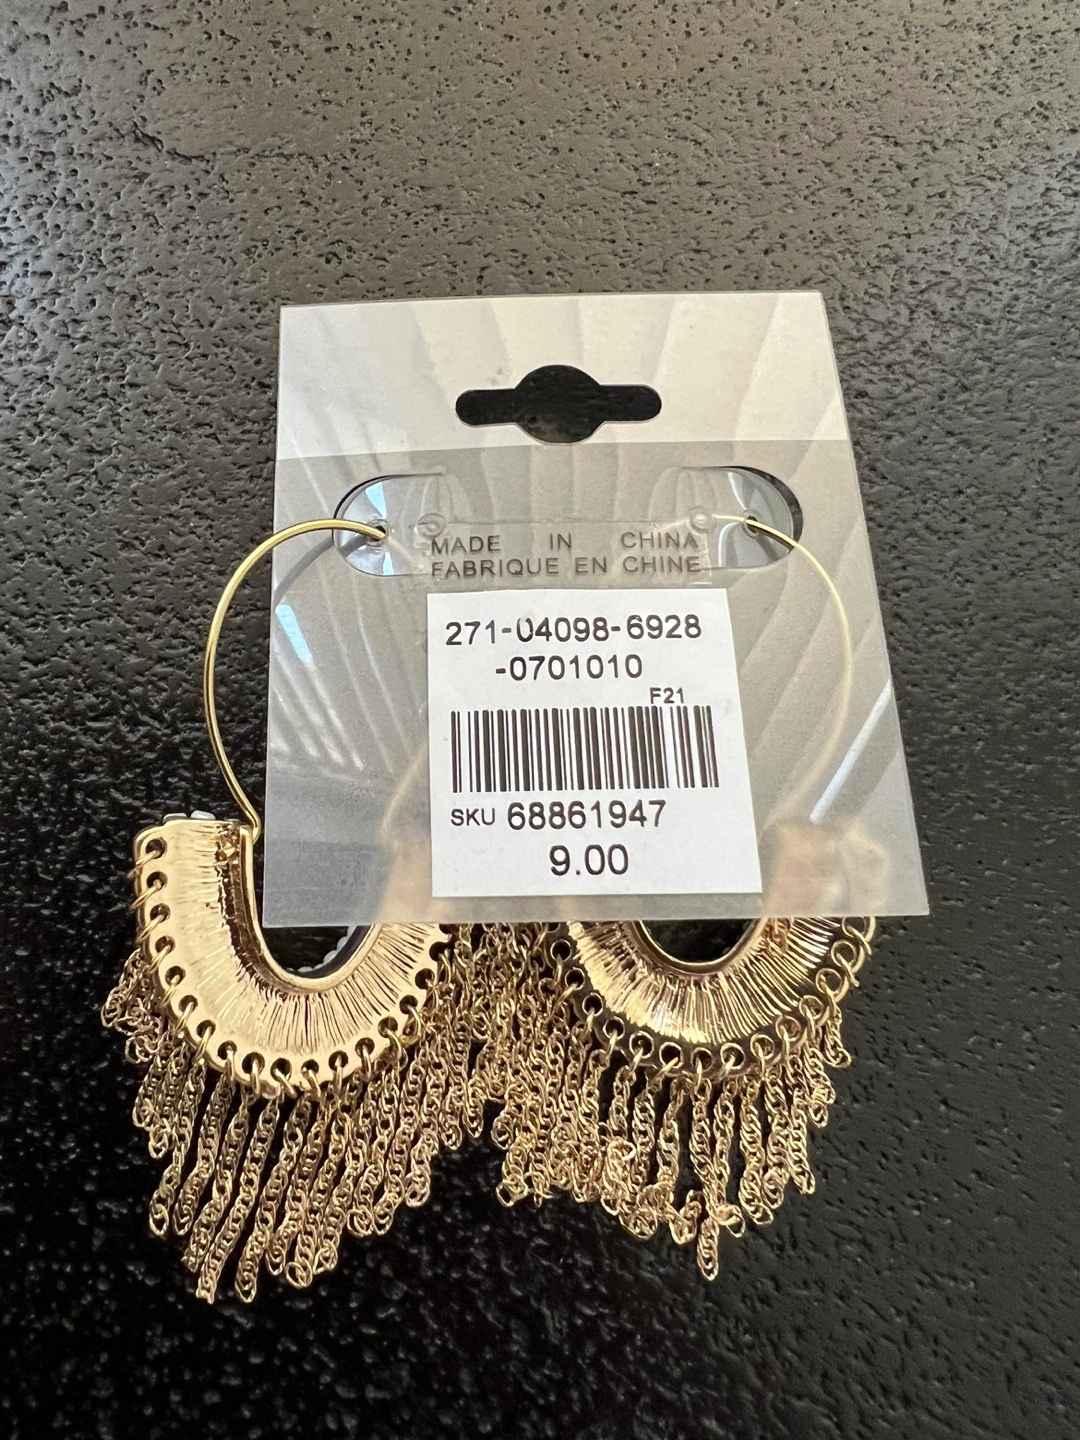 MADE IN CHINA
FABRIQUE EN CHINE
271-04098-6928
-0701010
F21
SKU 68861947
9.00